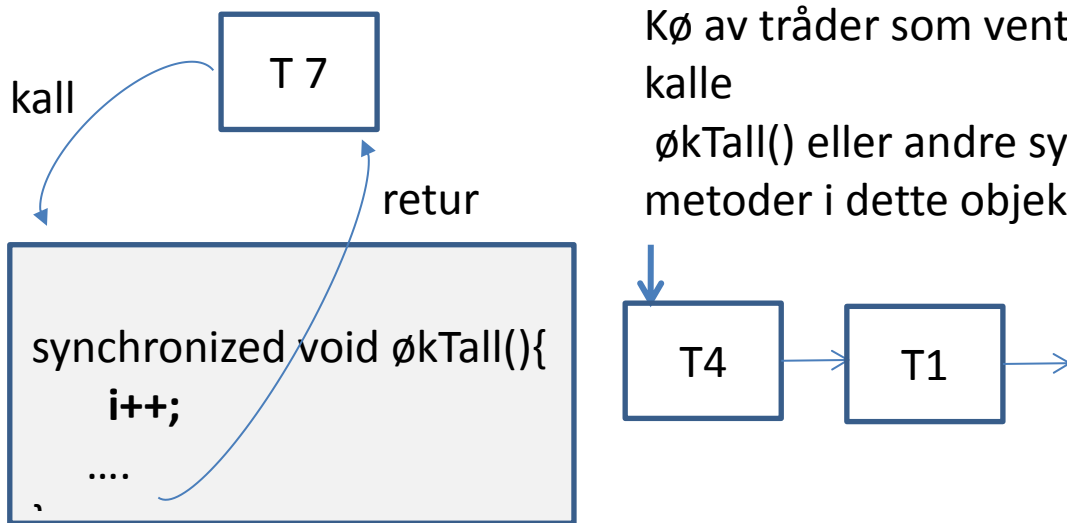 T 7
kall
retur
synchronized void økTall(){
i++;
….
}
Kø av tråder som vent
kalle
økTall() eller andre sy
metoder i dette objek
T4
T1